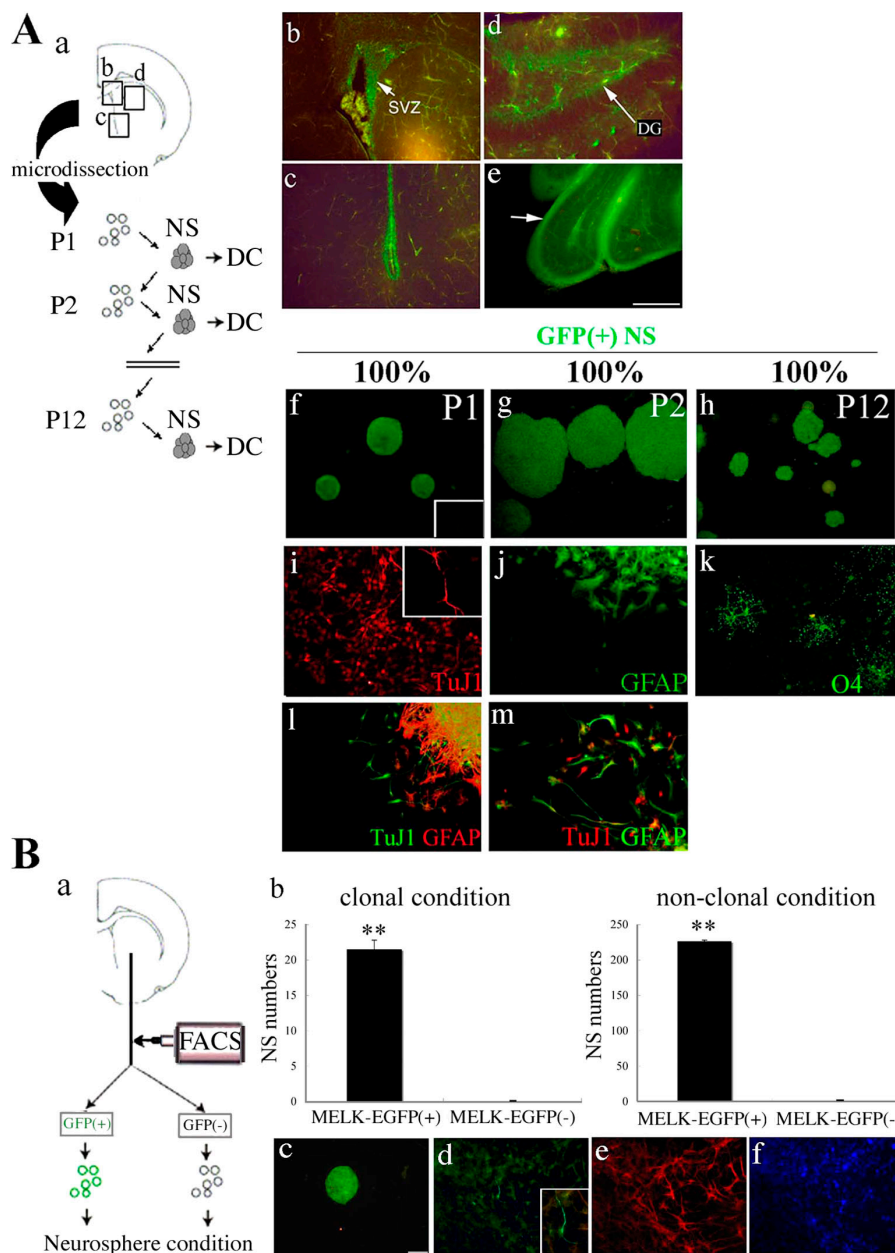 A
a
b
d
c
microdissection
P1
NS
DC
P2
NS
DC
P12
NS
DC
b
SVZ
d
DG
c
e
GFP(+) NS
100%
100%
100%
f
P1
g
P2
h
P12
i
TuJ1
j
GFAP
k
O4
l
TuJ1 GFAP
m
TuJ1 GFAP
B
a
FACS
GFP(+)
GFP(-)
Neurosphere condition
b
clonal condition
NS numbers
25
20
15
10
5
0
**
MELK-EGFP(+)
MELK-EGFP(-)
non-clonal condition
NS numbers
250
200
150
100
50
0
**
MELK-EGFP(+)
MELK-EGFP(-
c
d
e
f